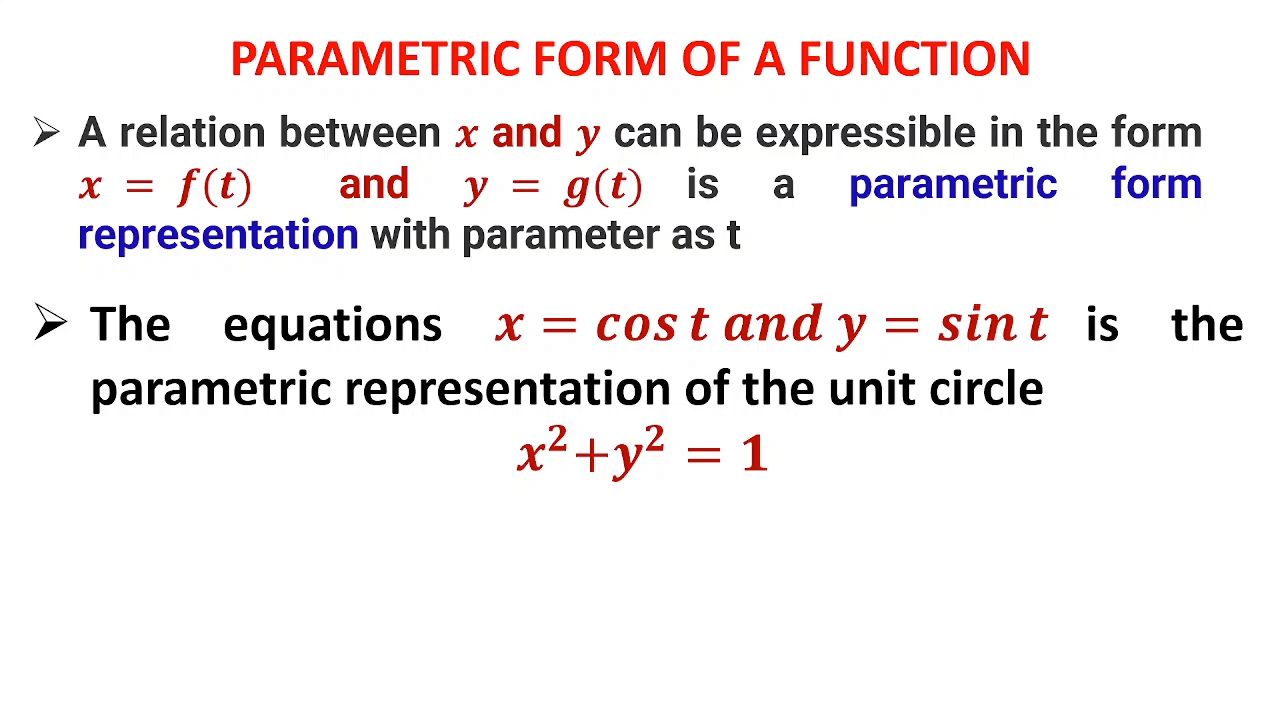 PARAMETRIC FORM OF A FUNCTION
➢ A relation between x and y can be expressible in the form
x = f(t) and y = g(t) is a parametric form
representation with parameter as t
➢ The equations x = cos t and y = sin t is the
parametric representation of the unit circle
x²+y² = 1